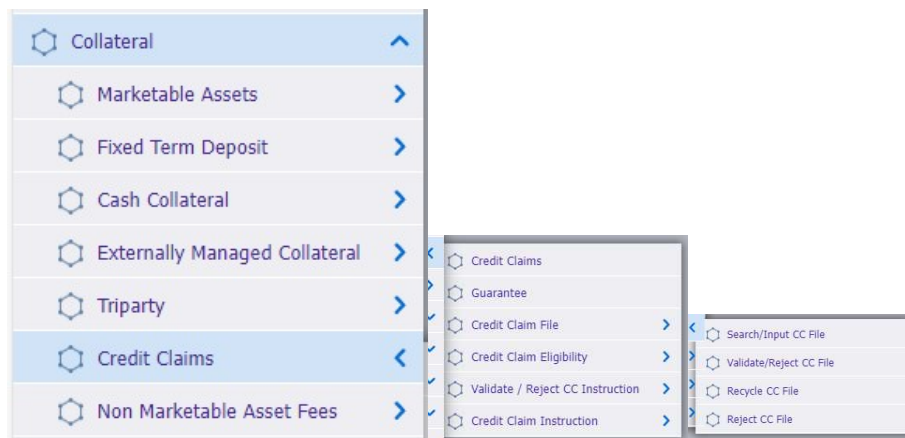 Collateral
Marketable Assets
Fixed Term Deposit
Cash Collateral
Externally Managed Collateral
Triparty
Credit Claims
Non Marketable Asset Fees
Credit Claims
Guarantee
Credit Claim File
Credit Claim Eligibility
Validate / Reject CC Instruction
Credit Claim Instruction
Search/Input CC File
Validate/Reject CC File
Recycle CC File
Reject CC File